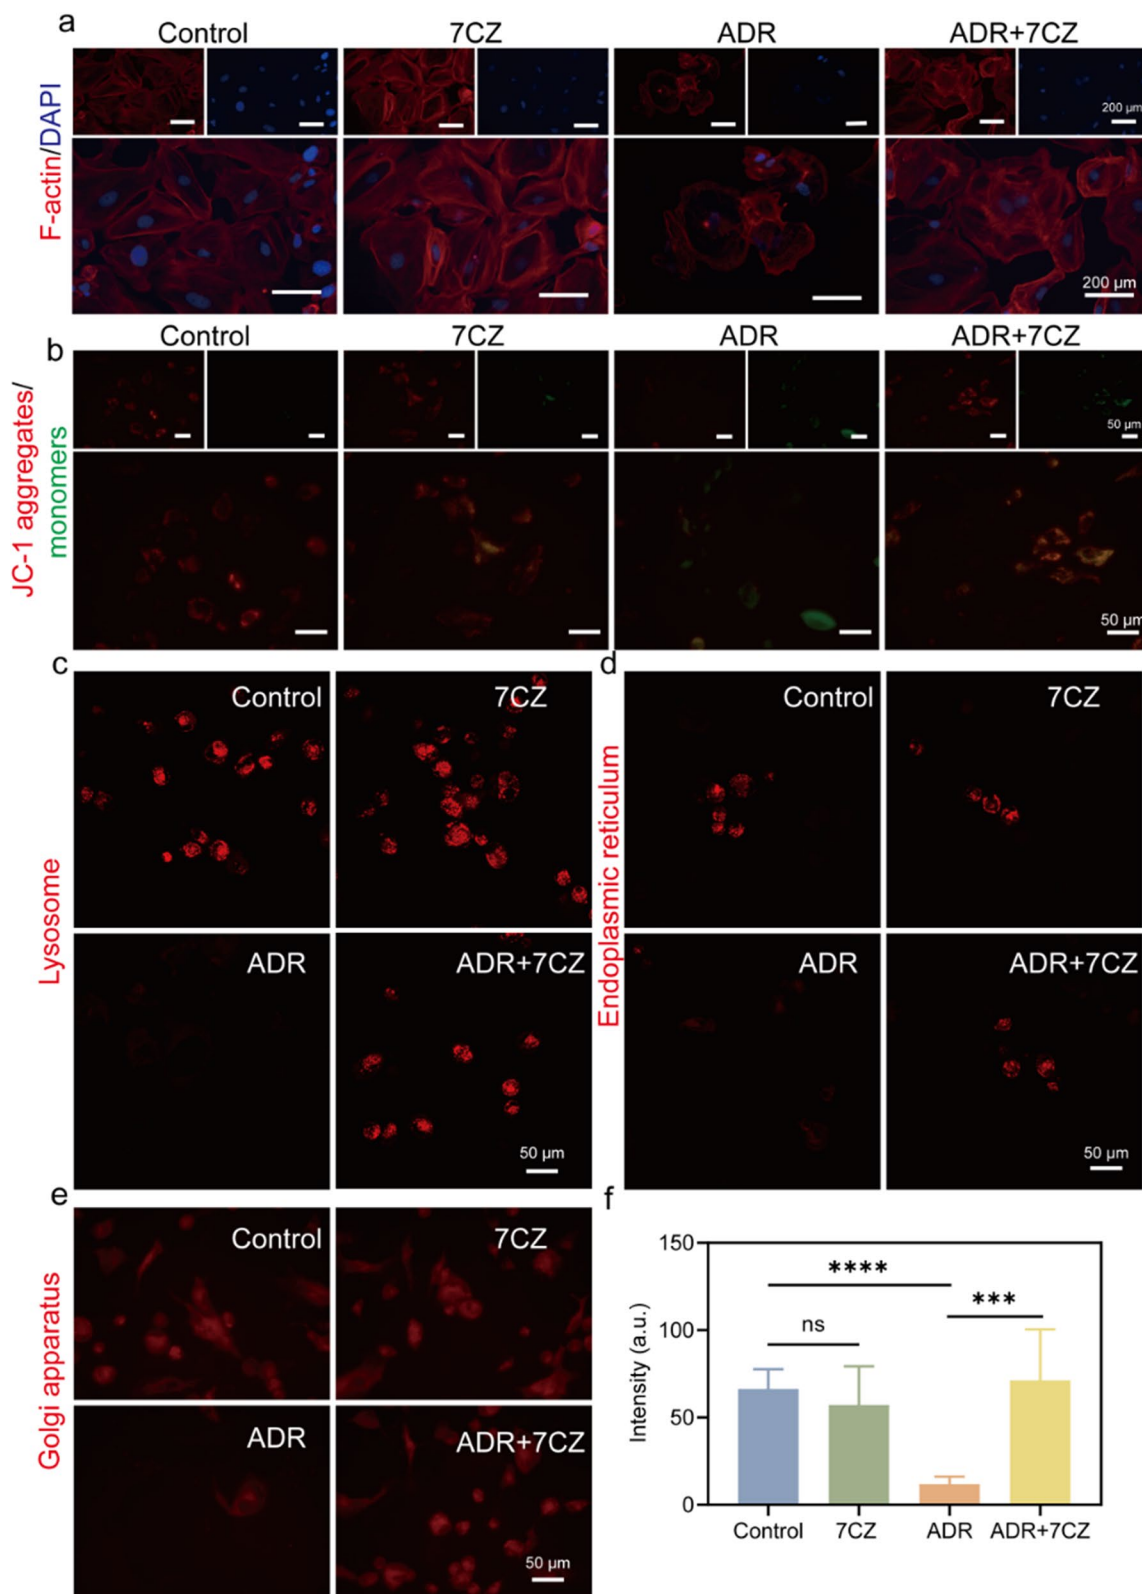 a
Control
7CZ
ADR
ADR+7CZ
F-actin/DAPI
200 µm
200 µm
b
Control
7CZ
ADR
ADR+7CZ
JC-1 aggregates/
monomers
50 µm
50 µm
c
Lysosome
Control
7CZ
ADR
ADR+7CZ
50 µm
d
Endoplasmic reticulum
Control
7CZ
ADR
ADR+7CZ
50 µm
e
Golgi apparatus
Control
7CZ
ADR
ADR+7CZ
50 µm
f
Intensity (a.u.)
150
100
50
0
****
***
ns
Control
7CZ
ADR
ADR+7CZ